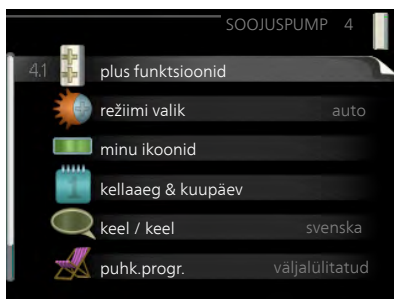 SOOJUSPUMP 4
4.1 plus funktsioonid
režiimi valik auto
minu ikoonid
kellaaeg & kuupäev
keel / keel svenska
puhk.progr. väljalülitatud